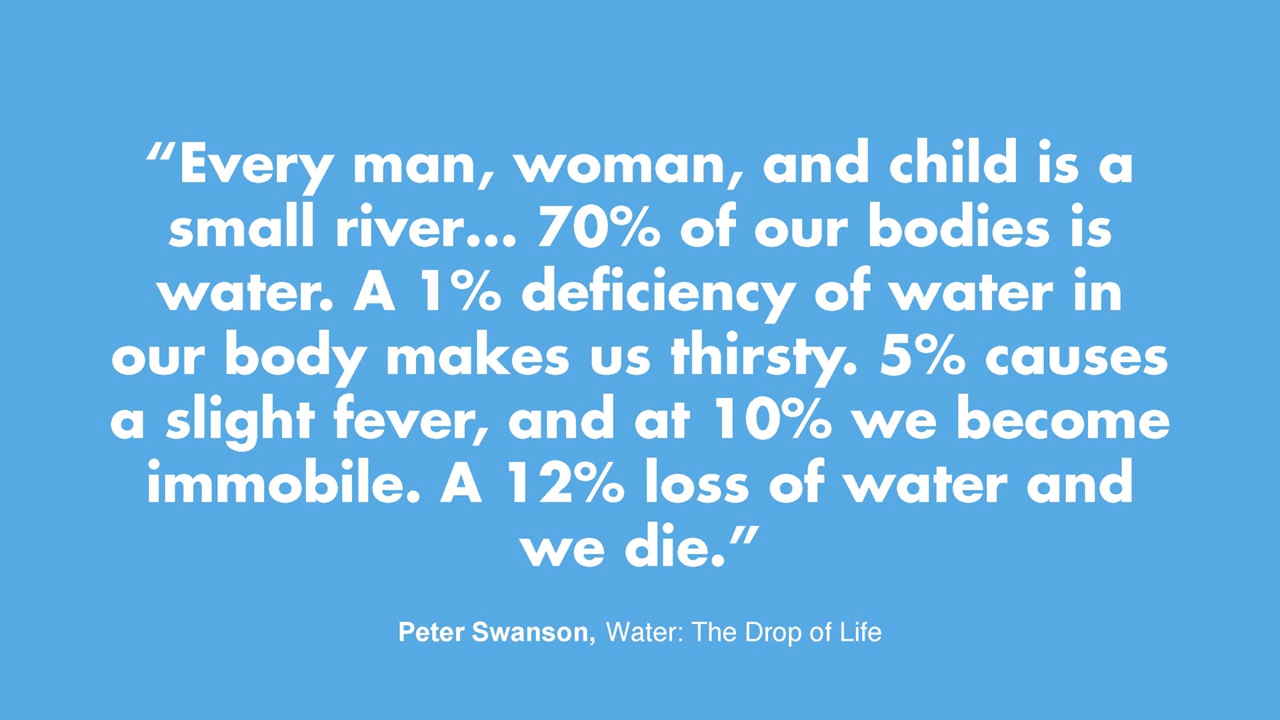 “Every man, woman, and child is a
small river... 70% of our bodies is
water. A 1% deficiency of water in
our body makes us thirsty. 5% causes
a slight fever, and at 10% we become
immobile. A 12% loss of water and
we die.”
Peter Swanson, Water: The Drop of Life